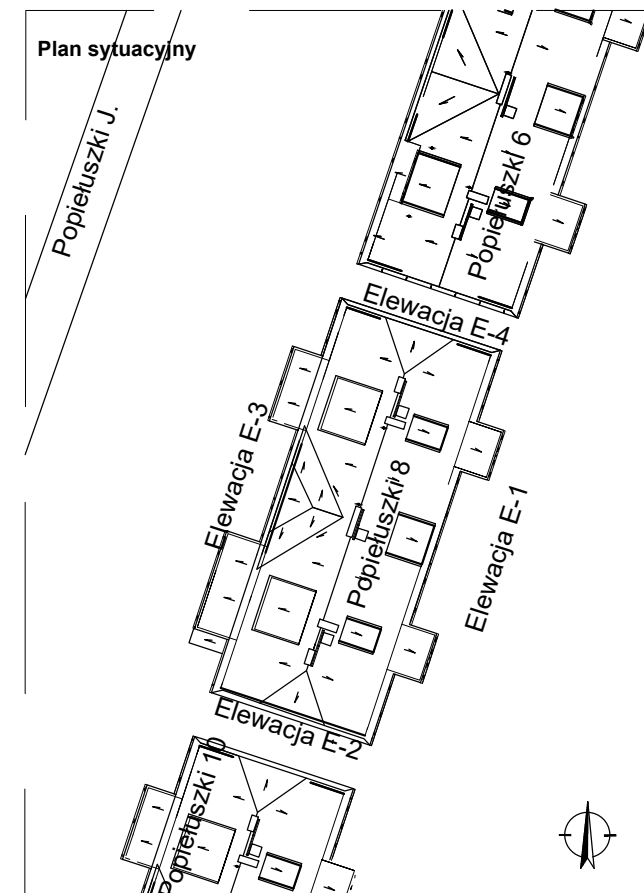 Plan sytuacyjny
Popiełuszki J.
Popiełuszki 6
Elewacja E-4
Elewacja E-3
Popiełuszki 8
Elewacja E-1
Elewacja E-2
Popiełuszki 10